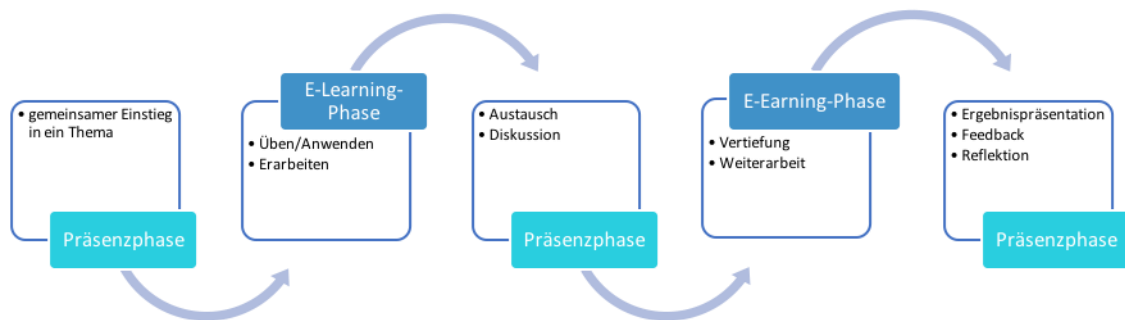 • gemeinsamer Einstieg
in ein Thema
Präsenzphase
E-Learning-
Phase
• Üben/Anwenden
• Erarbeiten
• Austausch
• Diskussion
Präsenzphase
E-Earning-Phase
• Vertiefung
• Weiterarbeit
• Ergebnispräsentation
• Feedback
• Reflektion
Präsenzphase